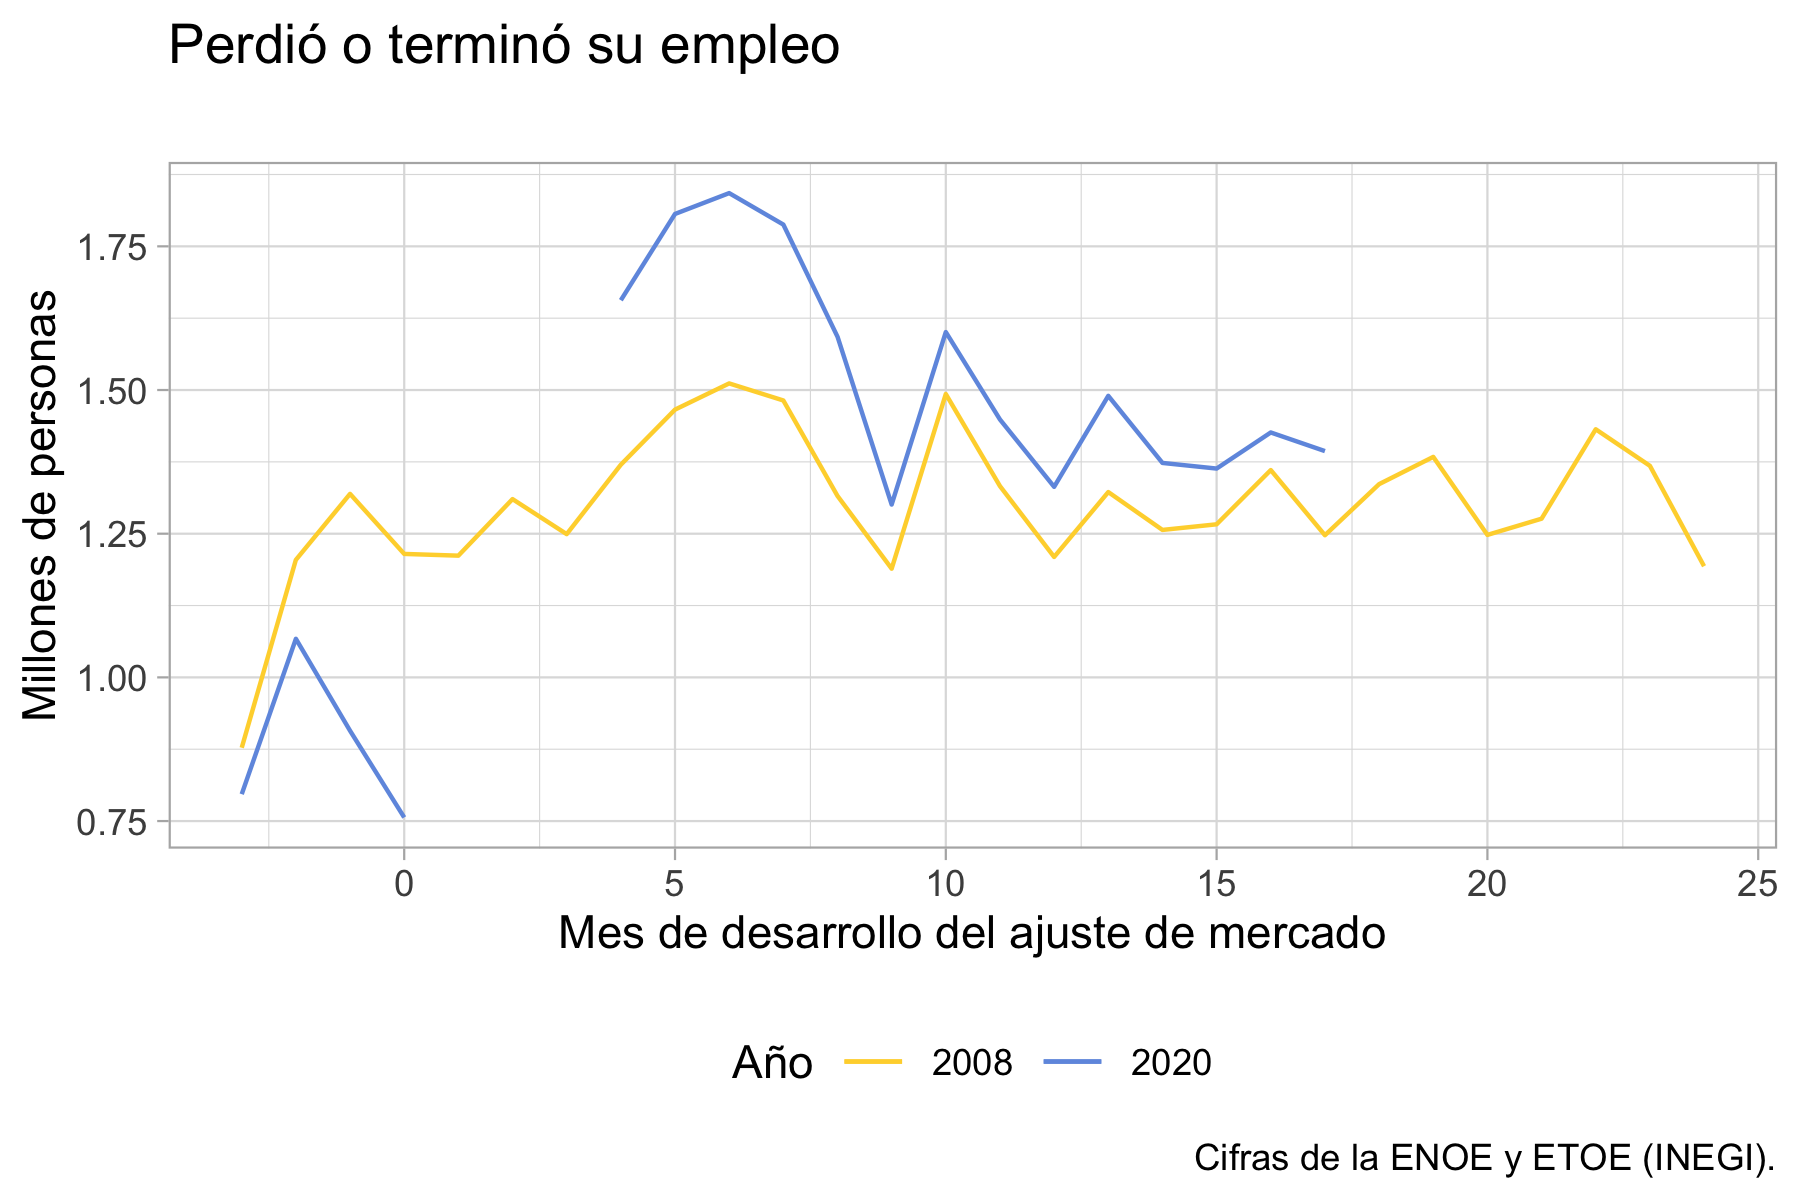 Perdió o terminó su empleo
Millones de personas
1.75
1.50
1.25
1.00
0.75
0 5 10 15 20 25
Mes de desarrollo del ajuste de mercado
Año 2008 2020
Cifras de la ENOE y ETOE (INEGI).